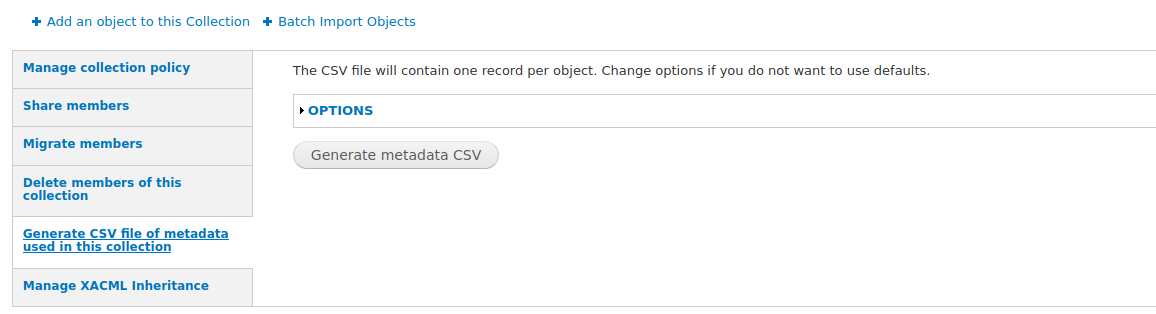 Add an object to this Collection Batch Import Objects
Manage collection policy
Share members
Migrate members
Delete members of this
collection
Generate CSV file of metadata
used in this collection
Manage XACML Inheritance
The CSV file will contain one record per object. Change options if you do not want to use defaults.
OPTIONS
Generate metadata CSV